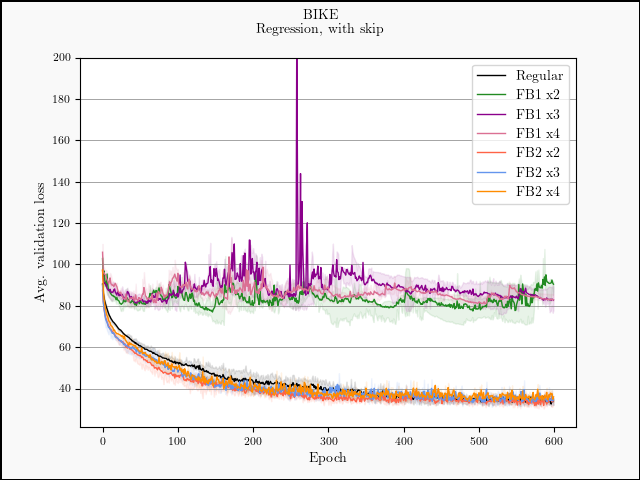 BIKE
Regression, with skip
200
180
160
140
120
100
80
60
40
Avg. validation loss
0
100
200
300
400
500
600
Epoch
Regular
FB1 x2
FB1 x3
FB1 x4
FB2 x2
FB2 x3
FB2 x4